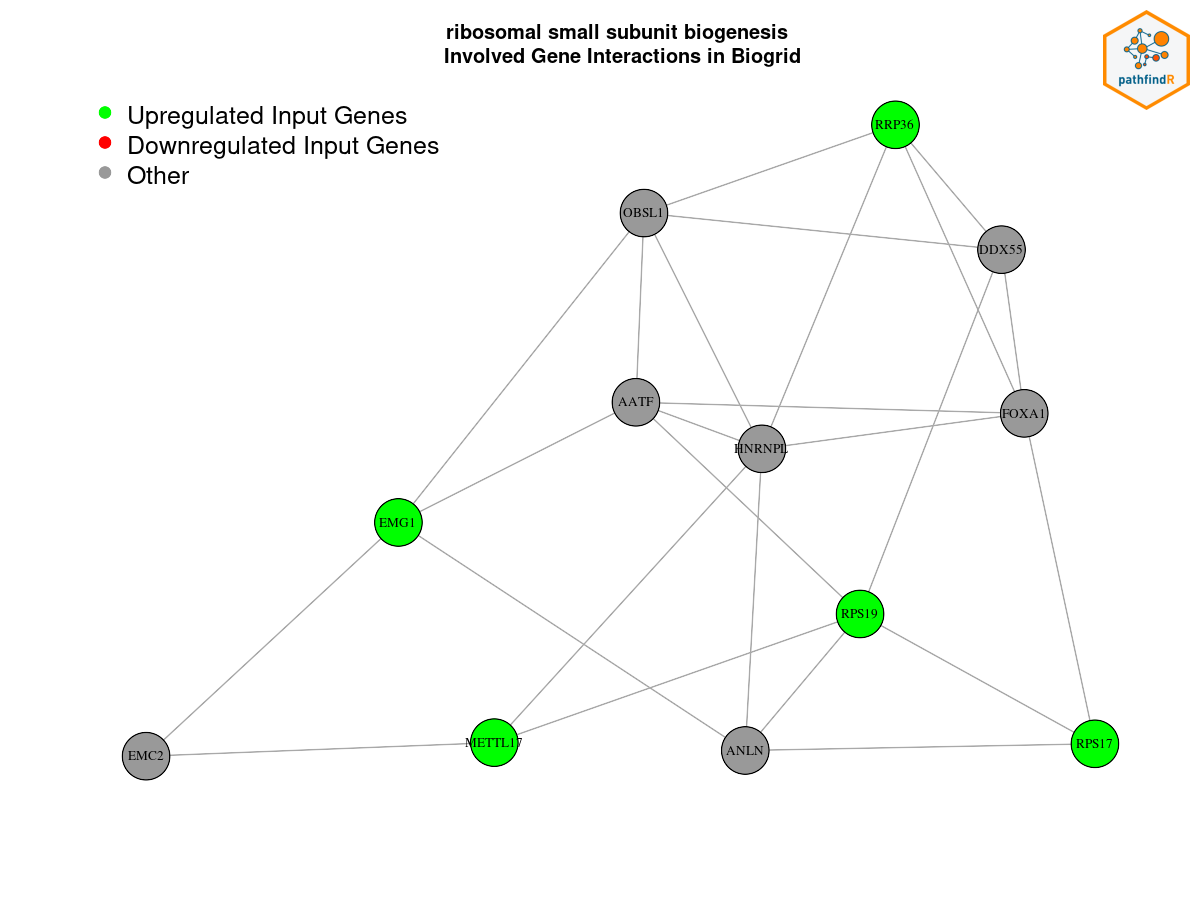 ribosomal small subunit biogenesis
Involved Gene Interactions in Biogrid
pathfindR
Upregulated Input Genes
Downregulated Input Genes
Other
RRP36
OBSL1
DDX55
AATF
FOXA1
HNRNPL
EMG1
RPS19
METTL17
RPS17
ANLN
EMC2